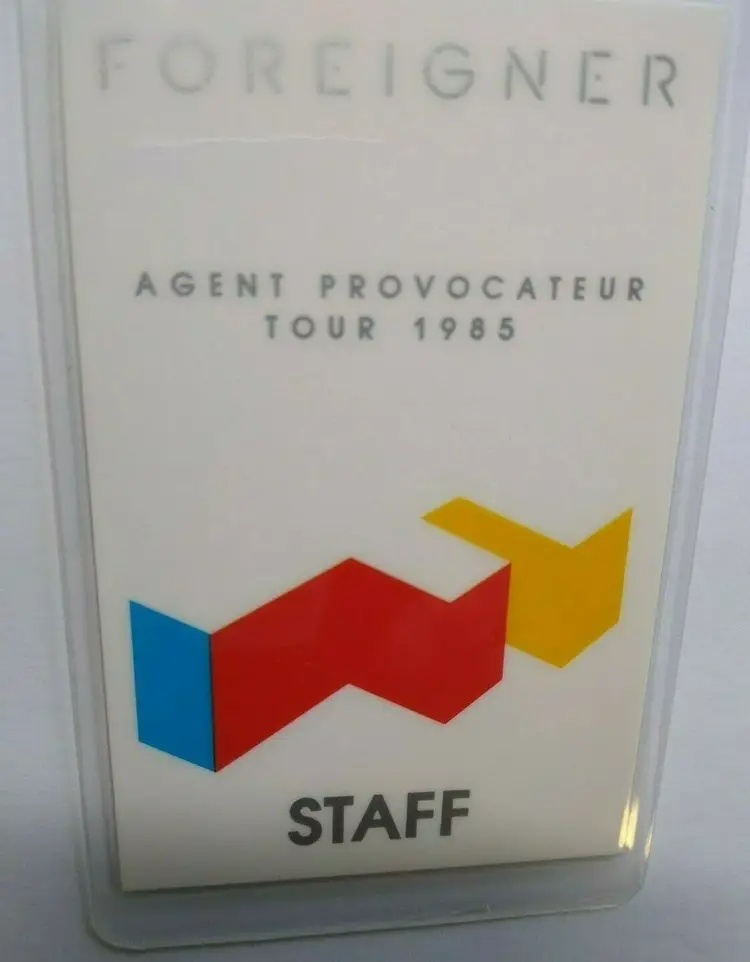 FOREIGNER
AGENT PROVOCATEUR
TOUR 1985
STAFF